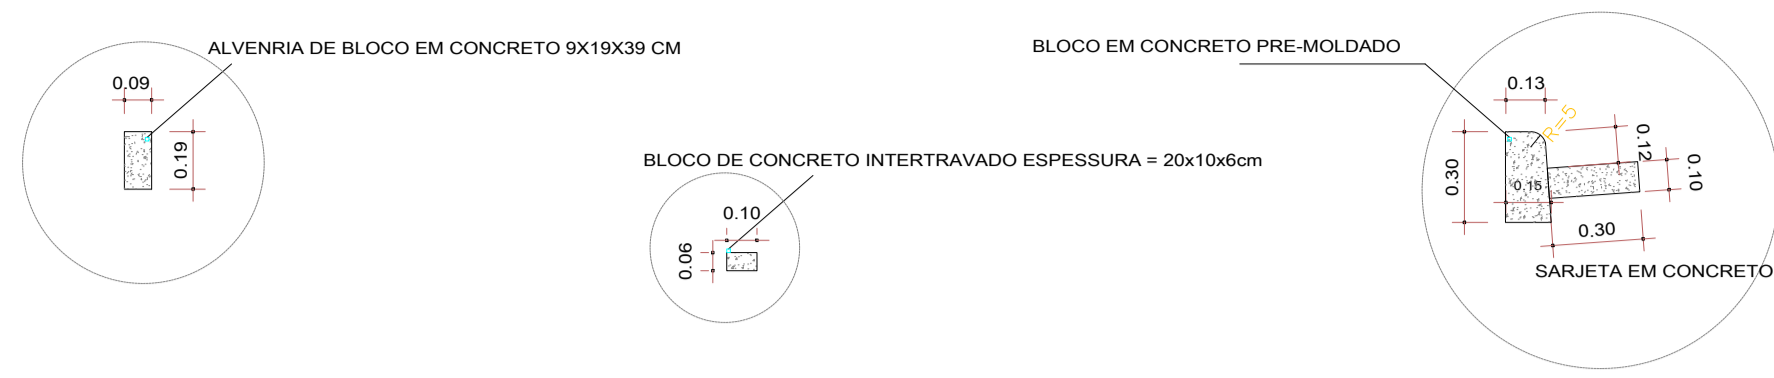 ALVENRIA DE BLOCO EM CONCRETO 9X19X39 CM
0.09
0.19
BLOCO DE CONCRETO INTERTRAVADO ESPESSURA = 20x10x6cm
0.10
0.06
BLOCO EM CONCRETO PRE-MOLDADO
0.13
R=5
0.12
0.30
0.15
0.10
0.30
SARJETA EM CONCRETO